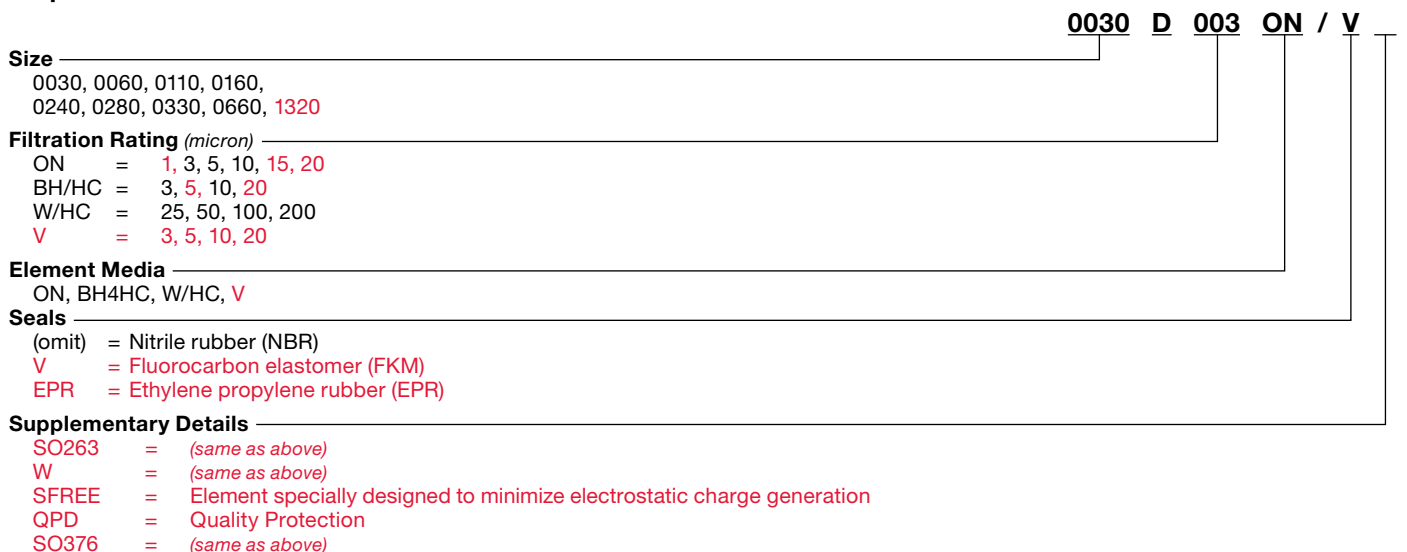 0030 D 003 ON / V
Size
0030, 0060, 0110, 0160,
0240, 0280, 0330, 0660, 1320
Filtration Rating (micron)
ON = 1, 3, 5, 10, 15, 20
BH/HC = 3, 5, 10, 20
W/HC = 25, 50, 100, 200
V = 3, 5, 10, 20
Element Media
ON, BH4HC, W/HC, V
Seals
(omit) = Nitrile rubber (NBR)
V = Fluorocarbon elastomer (FKM)
EPR = Ethylene propylene rubber (EPR)
Supplementary Details
SO263 = (same as above)
W = (same as above)
SFREE = Element specially designed to minimize electrostatic charge generation
QPD = Quality Protection
SO376 = (same as above)